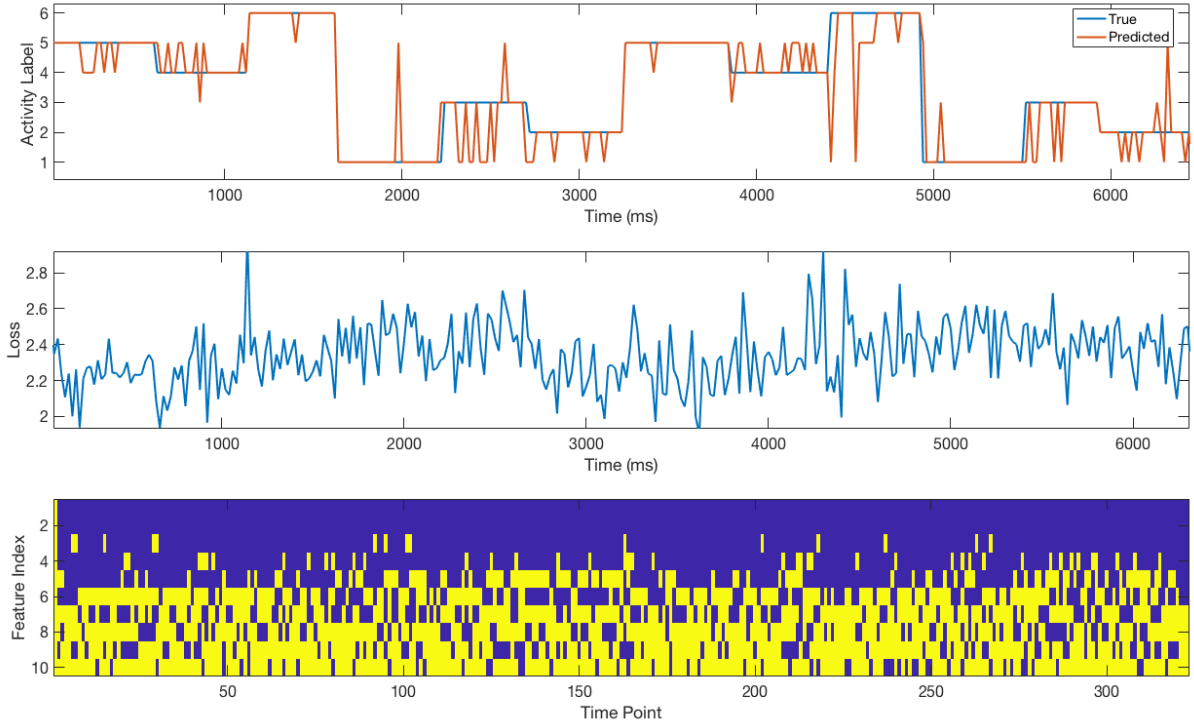 6
5
4
3
2
1
Activity Label
True
Predicted
1000 2000 3000 4000 5000 6000
Time (ms)
2.8
2.6
2.4
2.2
2
Loss
1000 2000 3000 4000 5000 6000
Time (ms)
2
4
6
8
10
Feature Index
50 100 150 200 250 300
Time Point